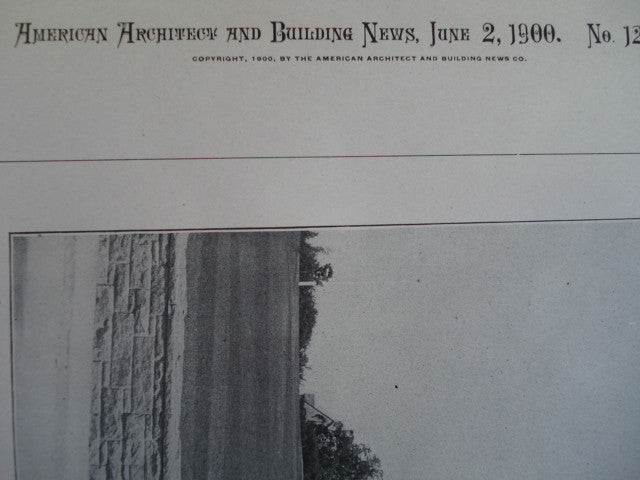 American Architect and Building News, June 2, 1900. No. 12
COPYRIGHT, 1900, BY THE AMERICAN ARCHITECT AND BUILDING NEWS CO.